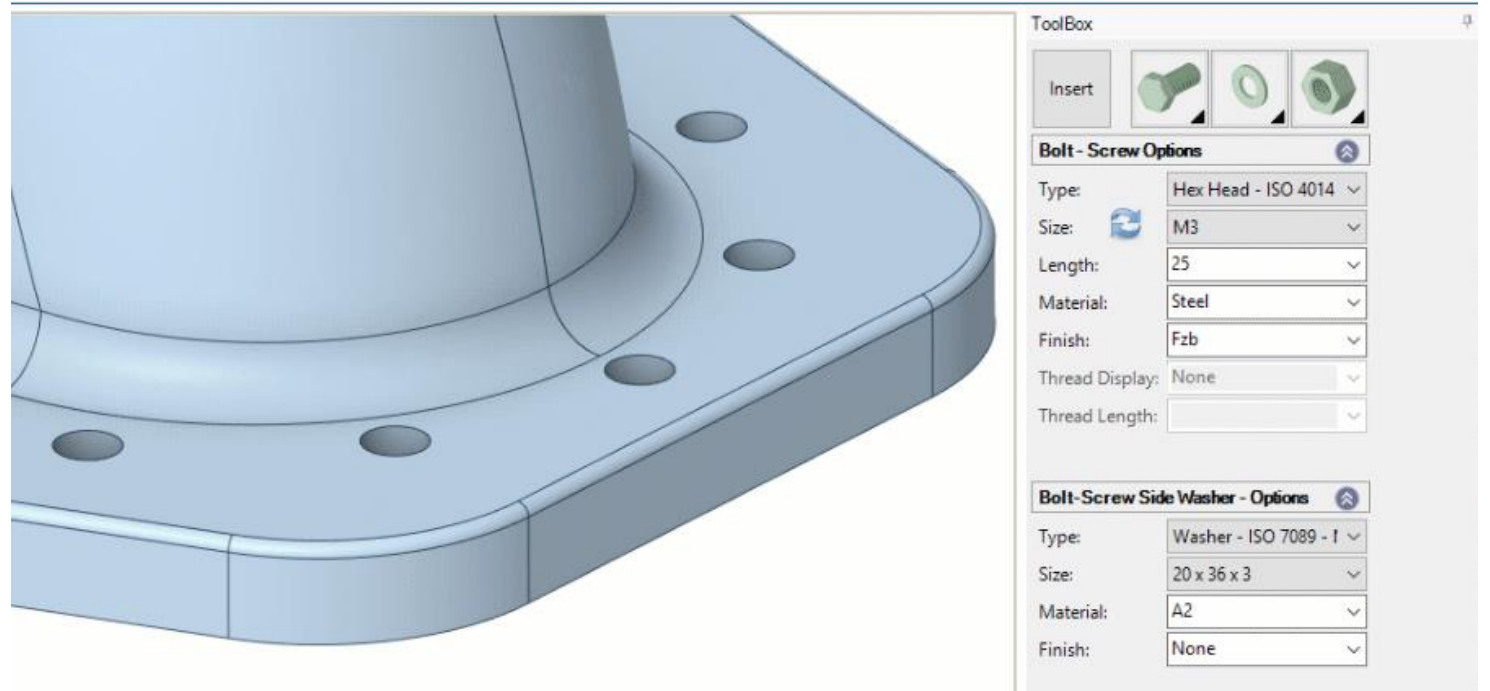 ToolBox
Insert
Bolt - Screw Options
Type: Hex Head - ISO 4014
Size: M3
Length: 25
Material: Steel
Finish: Fzb
Thread Display: None
Thread Length:
Bolt-Screw Side Washer - Options
Type: Washer - ISO 7089 -
Size: 20 x 36 x 3
Material: A2
Finish: None